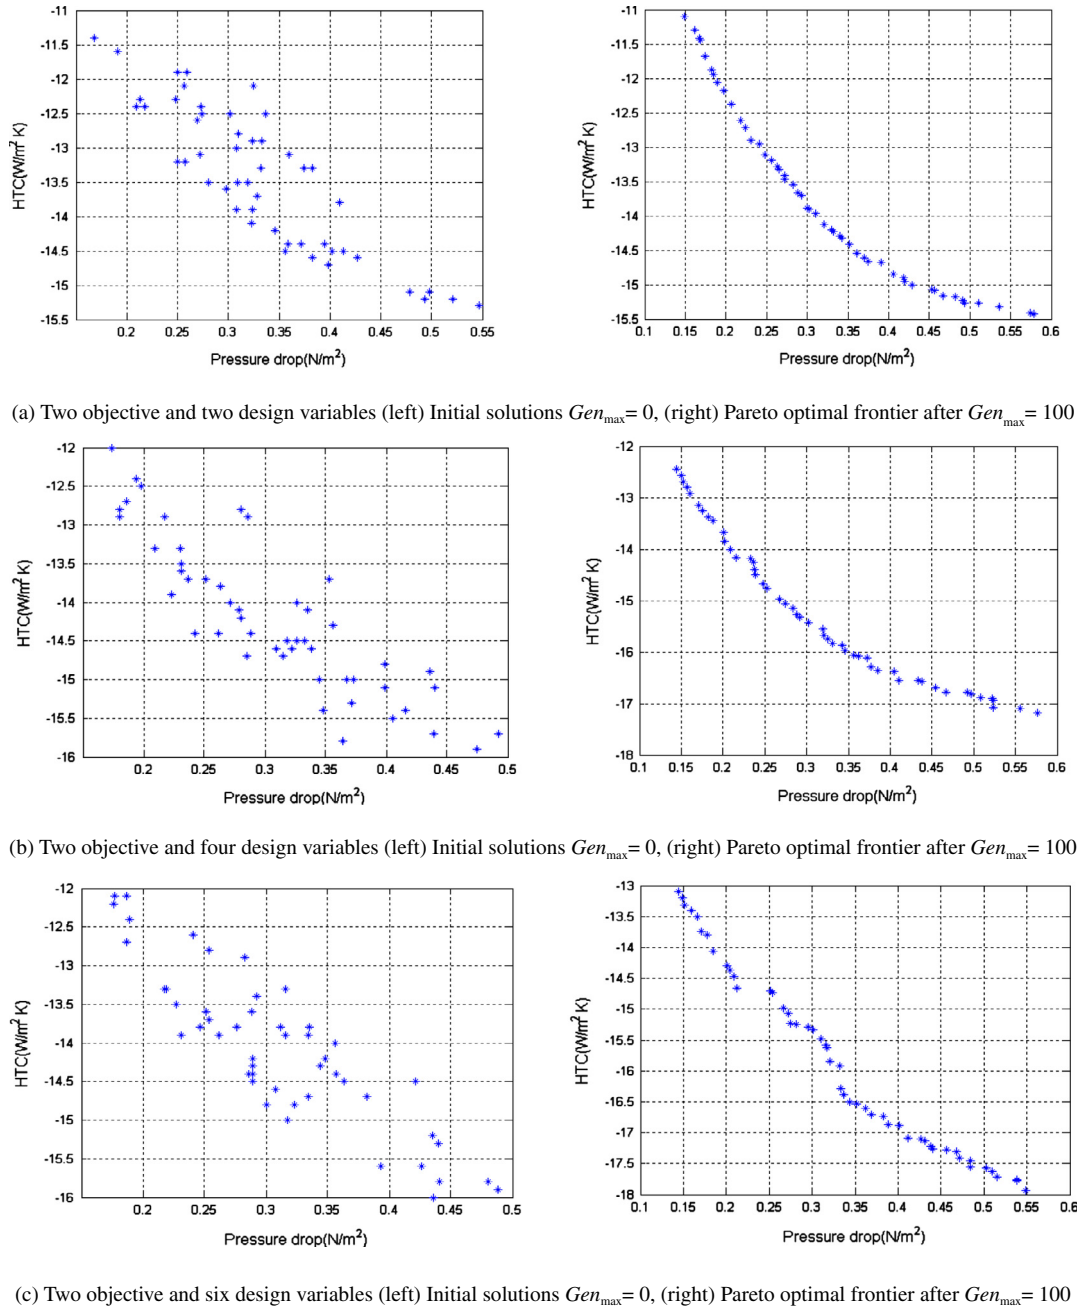 -11
-11.5
-12
-12.5
-13
-13.5
-14
-14.5
-15
-15.5
HTC(W/m² K)
0.2 0.25 0.3 0.35 0.4 0.45 0.5 0.55
Pressure drop(N/m²)
-11
-11.5
-12
-12.5
-13
-13.5
-14
-14.5
-15
-15.5
HTC(W/m² K)
0.1 0.15 0.2 0.25 0.3 0.35 0.4 0.45 0.5 0.55 0.6
Pressure drop(N/m²)
(a) Two objective and two design variables (left) Initial solutions Genmax= 0, (right) Pareto optimal frontier after Genmax= 100
-12
-12.5
-13
-13.5
-14
-14.5
-15
-15.5
-16
HTC(W/m² K)
0.2 0.25 0.3 0.35 0.4 0.45 0.5
Pressure drop(N/m²)
-12
-13
-14
-15
-16
-17
-18
HTC(W/m² K)
0.1 0.15 0.2 0.25 0.3 0.35 0.4 0.45 0.5 0.55 0.6
Pressure drop(N/m²)
(b) Two objective and four design variables (left) Initial solutions Genmax= 0, (right) Pareto optimal frontier after Genmax= 100
-12
-12.5
-13
-13.5
-14
-14.5
-15
-15.5
-16
HTC(W/m² K)
0.2 0.25 0.3 0.35 0.4 0.45 0.5
Pressure drop(N/m²)
-13
-13.5
-14
-14.5
-15
-15.5
-16
-16.5
-17
-17.5
-18
HTC(W/m² K)
0.1 0.15 0.2 0.25 0.3 0.35 0.4 0.45 0.5 0.55 0.6
Pressure drop(N/m²)
(c) Two objective and six design variables (left) Initial solutions Genmax= 0, (right) Pareto optimal frontier after Genmax= 100